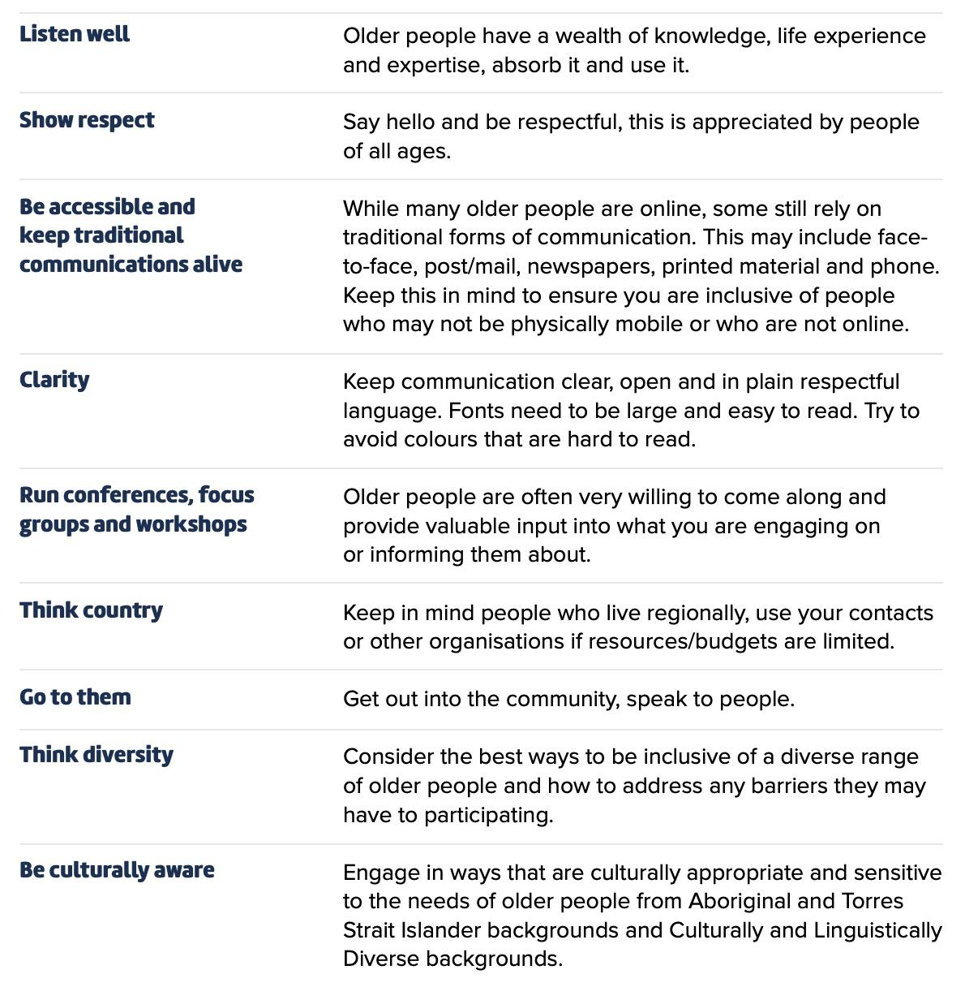 Listen well
Older people have a wealth of knowledge, life experience
and expertise, absorb it and use it.
Show respect
Say hello and be respectful, this is appreciated by people
of all ages.
Be accessible and
keep traditional
communications alive
While many older people are online, some still rely on
traditional forms of communication. This may include face-
to-face, post/mail, newspapers, printed material and phone.
Keep this in mind to ensure you are inclusive of people
who may not be physically mobile or who are not online.
Clarity
Keep communication clear, open and in plain respectful
language. Fonts need to be large and easy to read. Try to
avoid colours that are hard to read.
Run conferences, focus
groups and workshops
Older people are often very willing to come along and
provide valuable input into what you are engaging on
or informing them about.
Think country
Keep in mind people who live regionally, use your contacts
or other organisations if resources/budgets are limited.
Go to them
Get out into the community, speak to people.
Think diversity
Consider the best ways to be inclusive of a diverse range
of older people and how to address any barriers they may
have to participating.
Be culturally aware
Engage in ways that are culturally appropriate and sensitive
to the needs of older people from Aboriginal and Torres
Strait Islander backgrounds and Culturally and Linguistically
Diverse backgrounds.